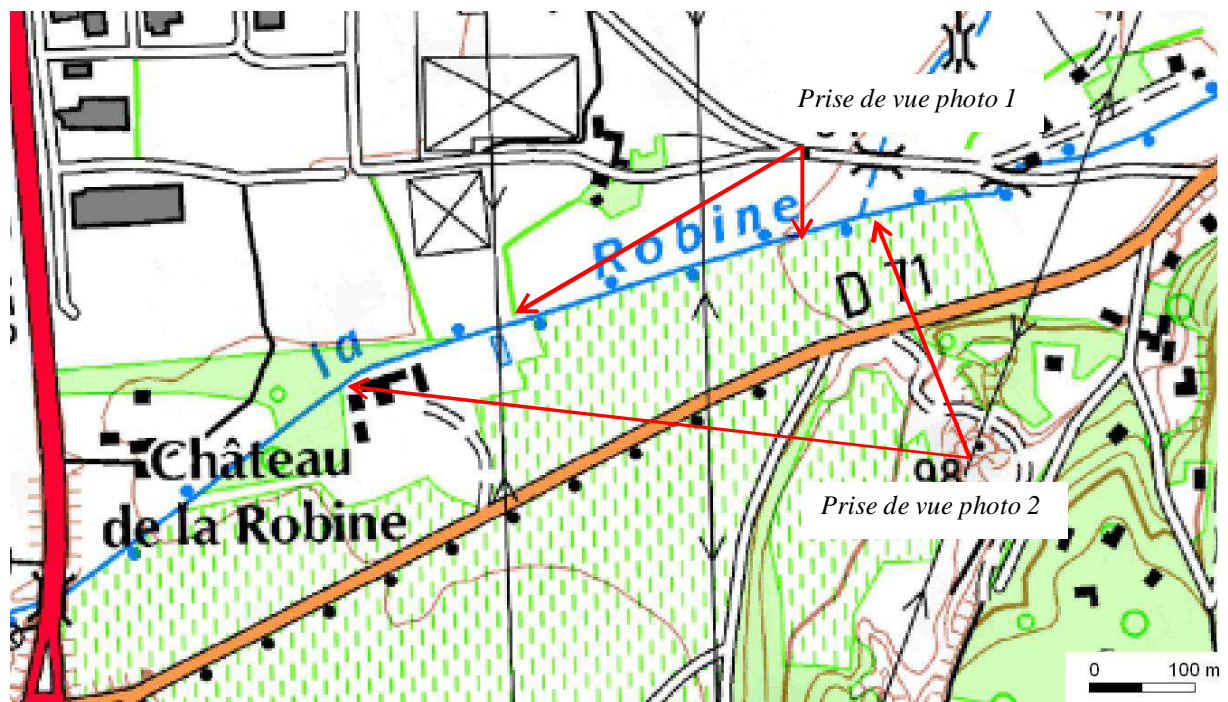 Prise de vue photo 1
Robine
D 71
la
98
Château
de la Robine
Prise de vue photo 2
0 100 m